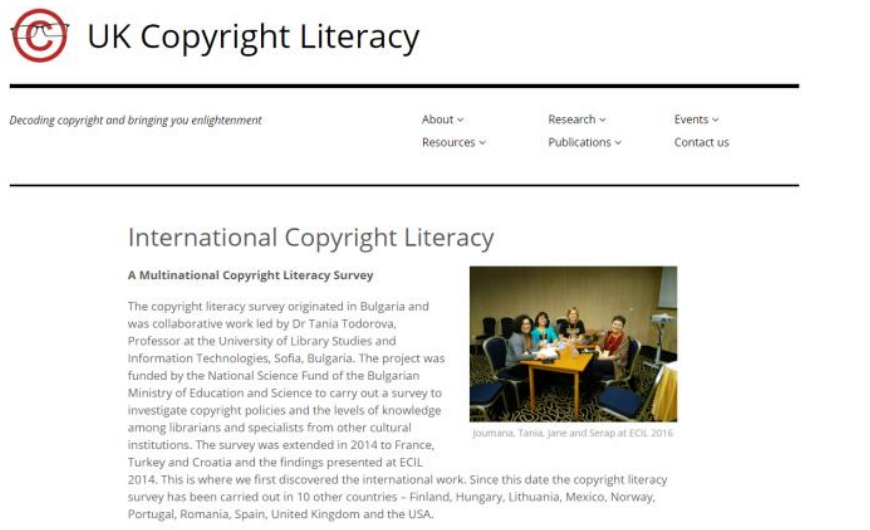 UK Copyright Literacy
Decoding copyright and bringing you enlightenment
About
Research
Events
Resources
Publications
Contact us
International Copyright Literacy
A Multinational Copyright Literacy Survey
The copyright literacy survey originated in Bulgaria and
was collaborative work led by Dr Tania Todorova,
Professor at the University of Library Studies and
Information Technologies, Sofia, Bulgaria. The project was
funded by the National Science Fund of the Bulgarian
Ministry of Education and Science to carry out a survey to
investigate copyright policies and the levels of knowledge
among librarians and specialists from other cultural
institutions. The survey was extended in 2014 to France,
Turkey and Croatia and the findings presented at ECIL
2014. This is where we first discovered the international work. Since this date the copyright literacy
survey has been carried out in 10 other countries – Finland, Hungary, Lithuania, Mexico, Norway,
Portugal, Romania, Spain, United Kingdom and the USA.
Joumana, Tania, Jane and Serap at ECIL 2016